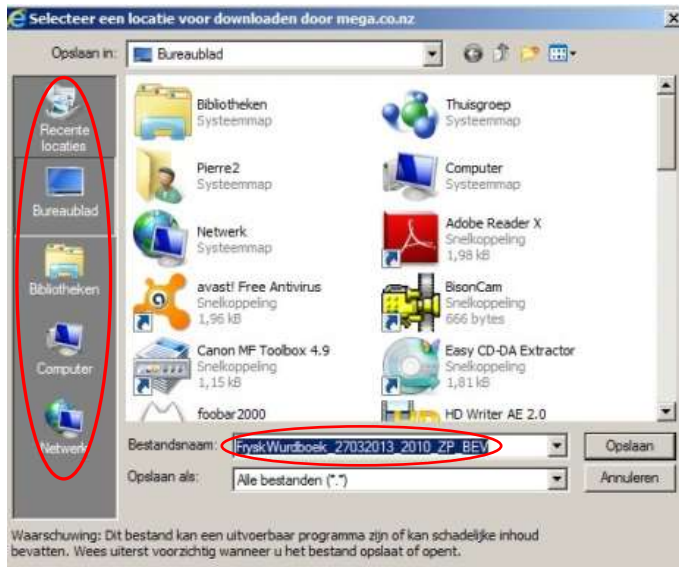 Selecteer een locatie voor downloaden door mega.co.nz
Opslaan in:
Bureaublad
Recente
locaties
Bureaublad
Bibliotheken
Computer
Netwerk
Bibliotheken
Systeemmap
Thuisgroep
Systeemmap
Pierre2
Systeemmap
Computer
Systeemmap
Netwerk
Systeemmap
Adobe Reader X
Snelkoppeling
1,98 kB
avast! Free Antivirus
Snelkoppeling
1,96 kB
BisonCam
Snelkoppeling
666 bytes
Canon MF Toolbox 4.9
Snelkoppeling
1,15 kB
Easy CD-DA Extractor
Snelkoppeling
1,81 kB
foobar2000
HD Writer AE 2.0
Bestandsnaam:
FryskWurdboek_27032013_2010_ZP_BEV
Opslaan
Opslaan als:
Alle bestanden (*.*)
Annuleren
Waarschuwing: Dit bestand kan een uitvoerbaar programma zijn of kan schadelijke inhoud
bevatten. Wees uiterst voorzichtig wanneer u het bestand opslaat of opent.